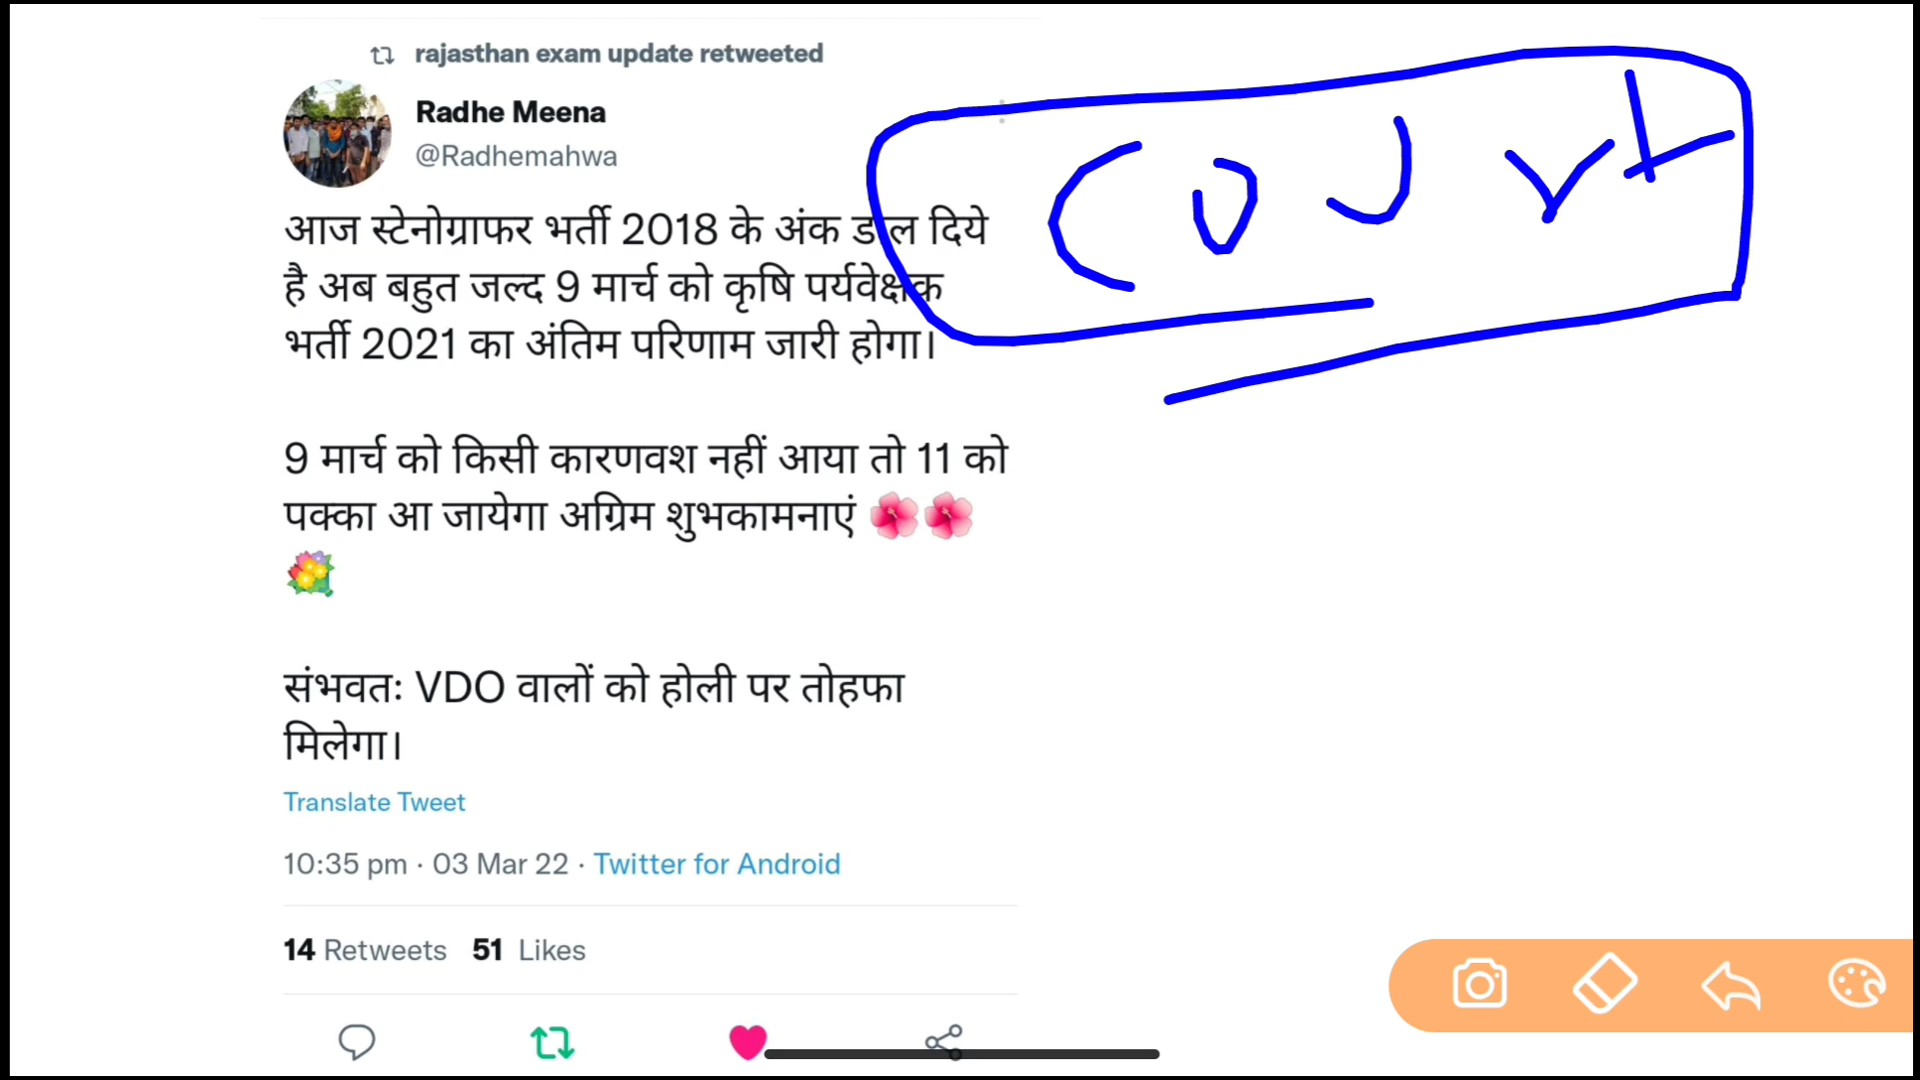 rajasthan exam update retweeted
Radhe Meena
@Radhemahwa
court
आज स्टेनोग्राफर भर्ती 2018 के अंक डाल दिये
है अब बहुत जल्द 9 मार्च को कृषि पर्यवेक्षक
भर्ती 2021 का अंतिम परिणाम जारी होगा।
9 मार्च को किसी कारणवश नहीं आया तो 11 को
पक्का आ जायेगा अग्रिम शुभकामनाएं 🌺🌺
💐
संभवतः VDO वालों को होली पर तोहफा
मिलेगा।
Translate Tweet
10:35 pm · 03 Mar 22 · Twitter for Android
14 Retweets 51 Likes